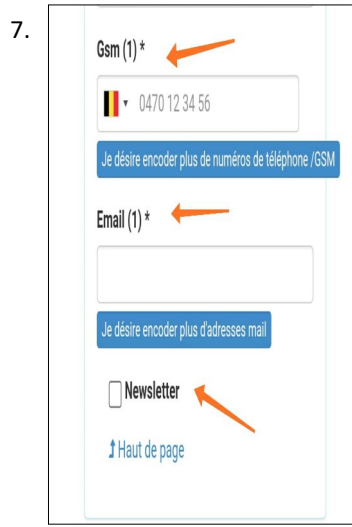 7.
Gsm (1) *
0470 12 34 56
Je désire encoder plus de numéros de téléphone /GSM
Email (1) *
Je désire encoder plus d'adresses mail
Newsletter
Haut de page